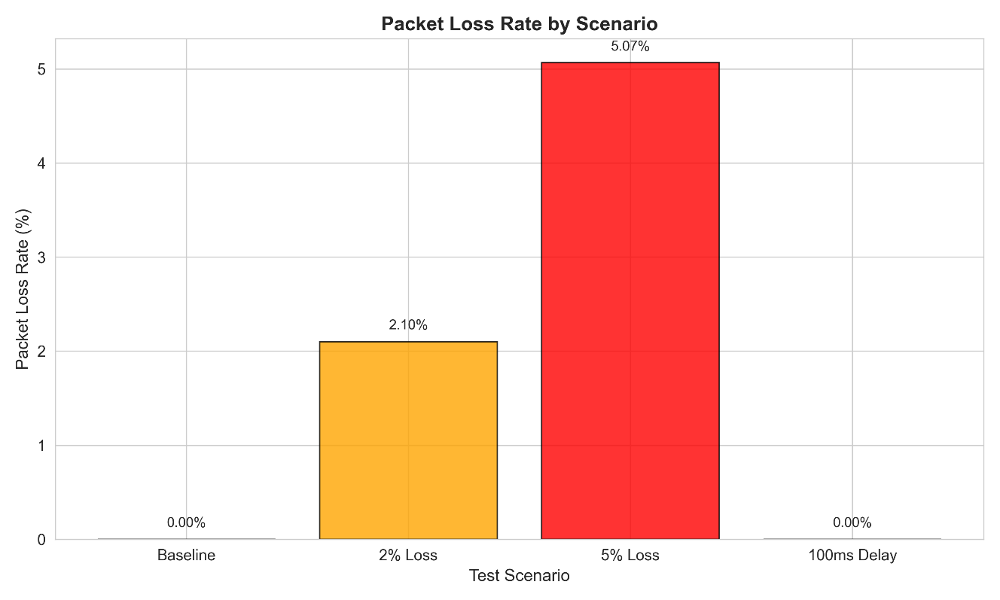 Packet Loss Rate by Scenario
5.07%
5
4
3
2.10%
2
1
0.00%
0.00%
0
Packet Loss Rate (%)
Baseline
2% Loss
5% Loss
100ms Delay
Test Scenario